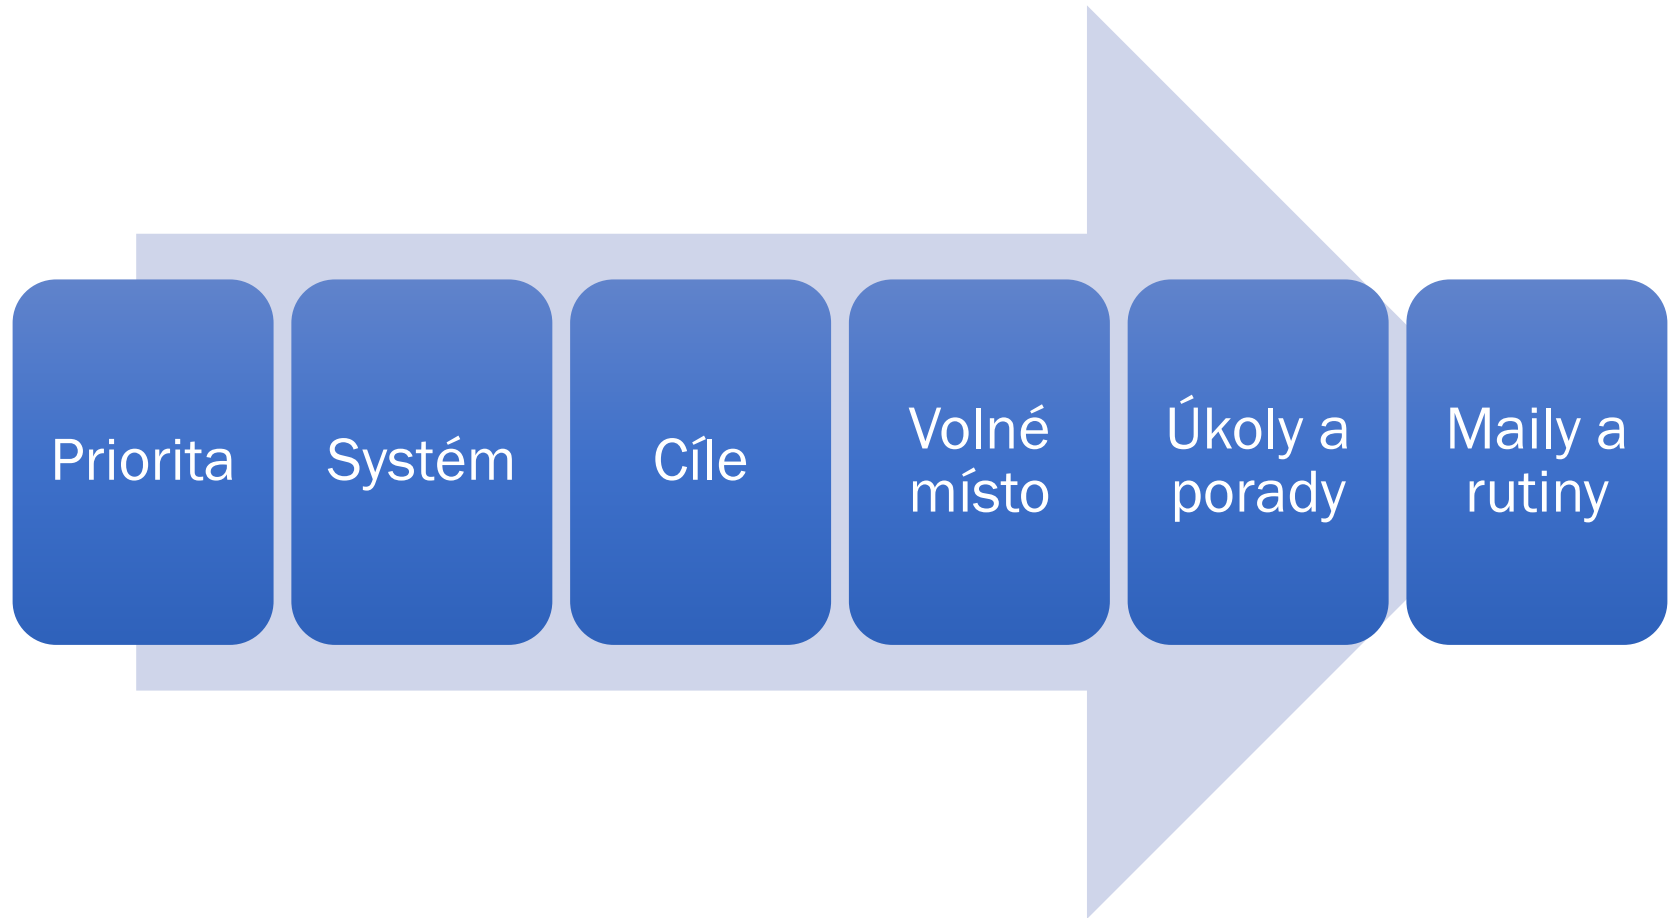 Priorita
Systém
Cíle
Volné
místo
Úkoly a
porady
Maily a
rutiny